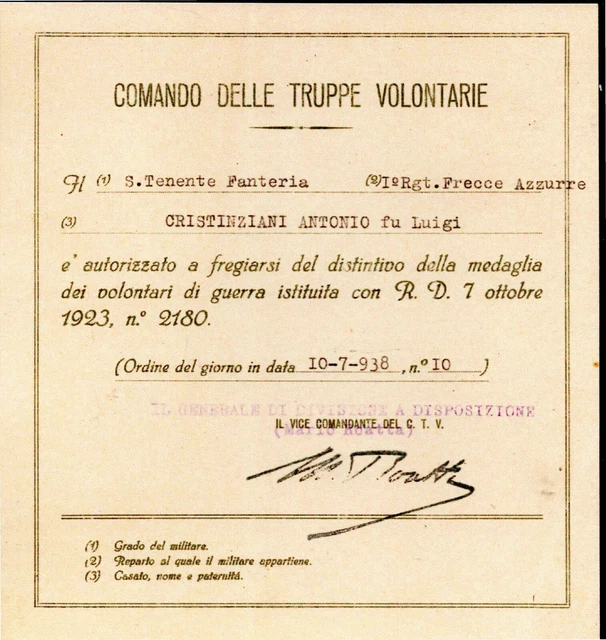 COMANDO DELLE TRUPPE VOLONTARIE
Il (1) S.Tenente Fanteria (2) I°Rgt.Frecce Azzurre
(3) CRISTINZIANI ANTONIO fu Luigi
e' autorizzato a fregiarsi del distintivo della medaglia
dei volontari di guerra istituita con R. D. 7 ottobre
1923, n.° 2180.
(Ordine del giorno in data IO-7-938 , n.° IO )
IL GENERALE DI DIVISIONE A DISPOSIZIONE
IL VICE COMANDANTE DEL C. T. V.
(Mario Roatta)
M. Roatta
(1) Grado del militare.
(2) Reparto al quale il militare appartiene.
(3) Casato, nome e paternità.